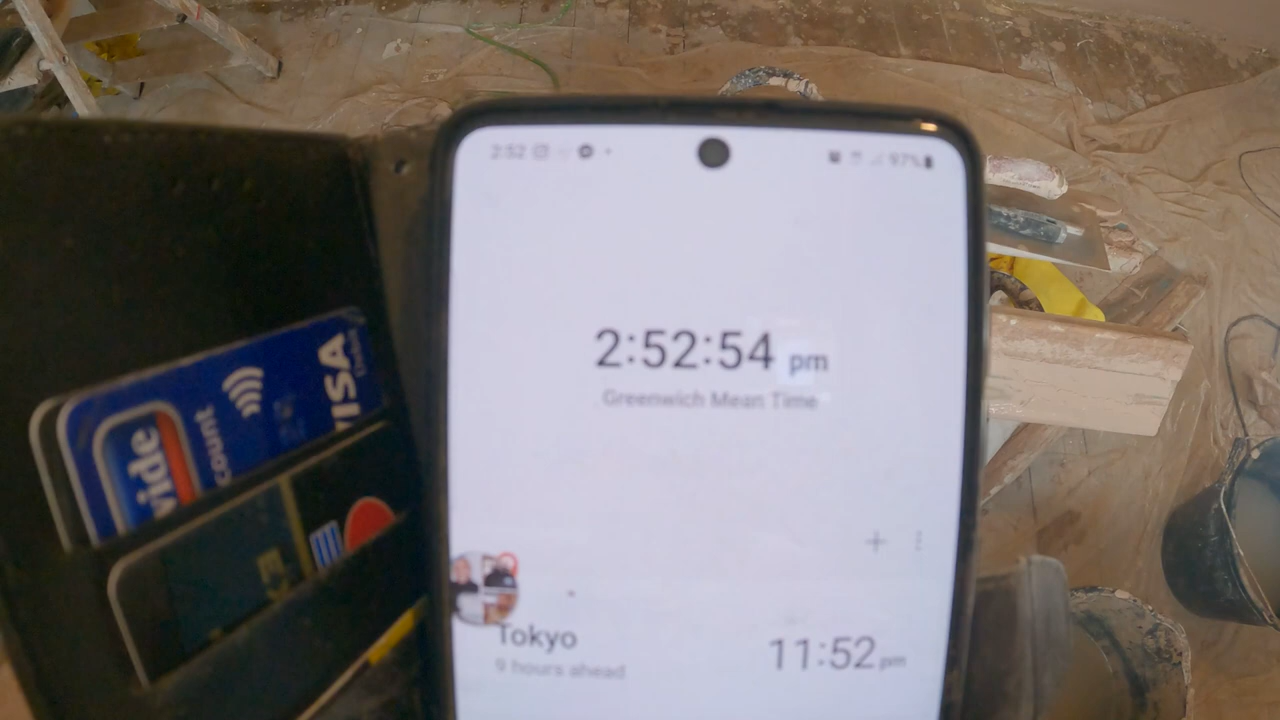 2:52
97%
2:52:54 pm
Greenwich Mean Time
Tokyo
9 hours ahead
11:52 pm
VISA
count
vide